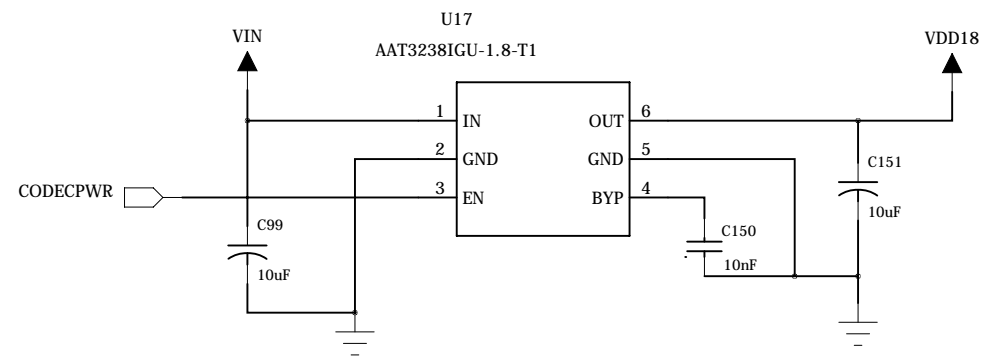 U17
VIN
VDD18
AAT3238IGU-1.8-T1
1 IN OUT 6
2 GND GND 5
C151
CODECPWR
3 EN BYP 4
10uF
C99
C150
10uF
10nF